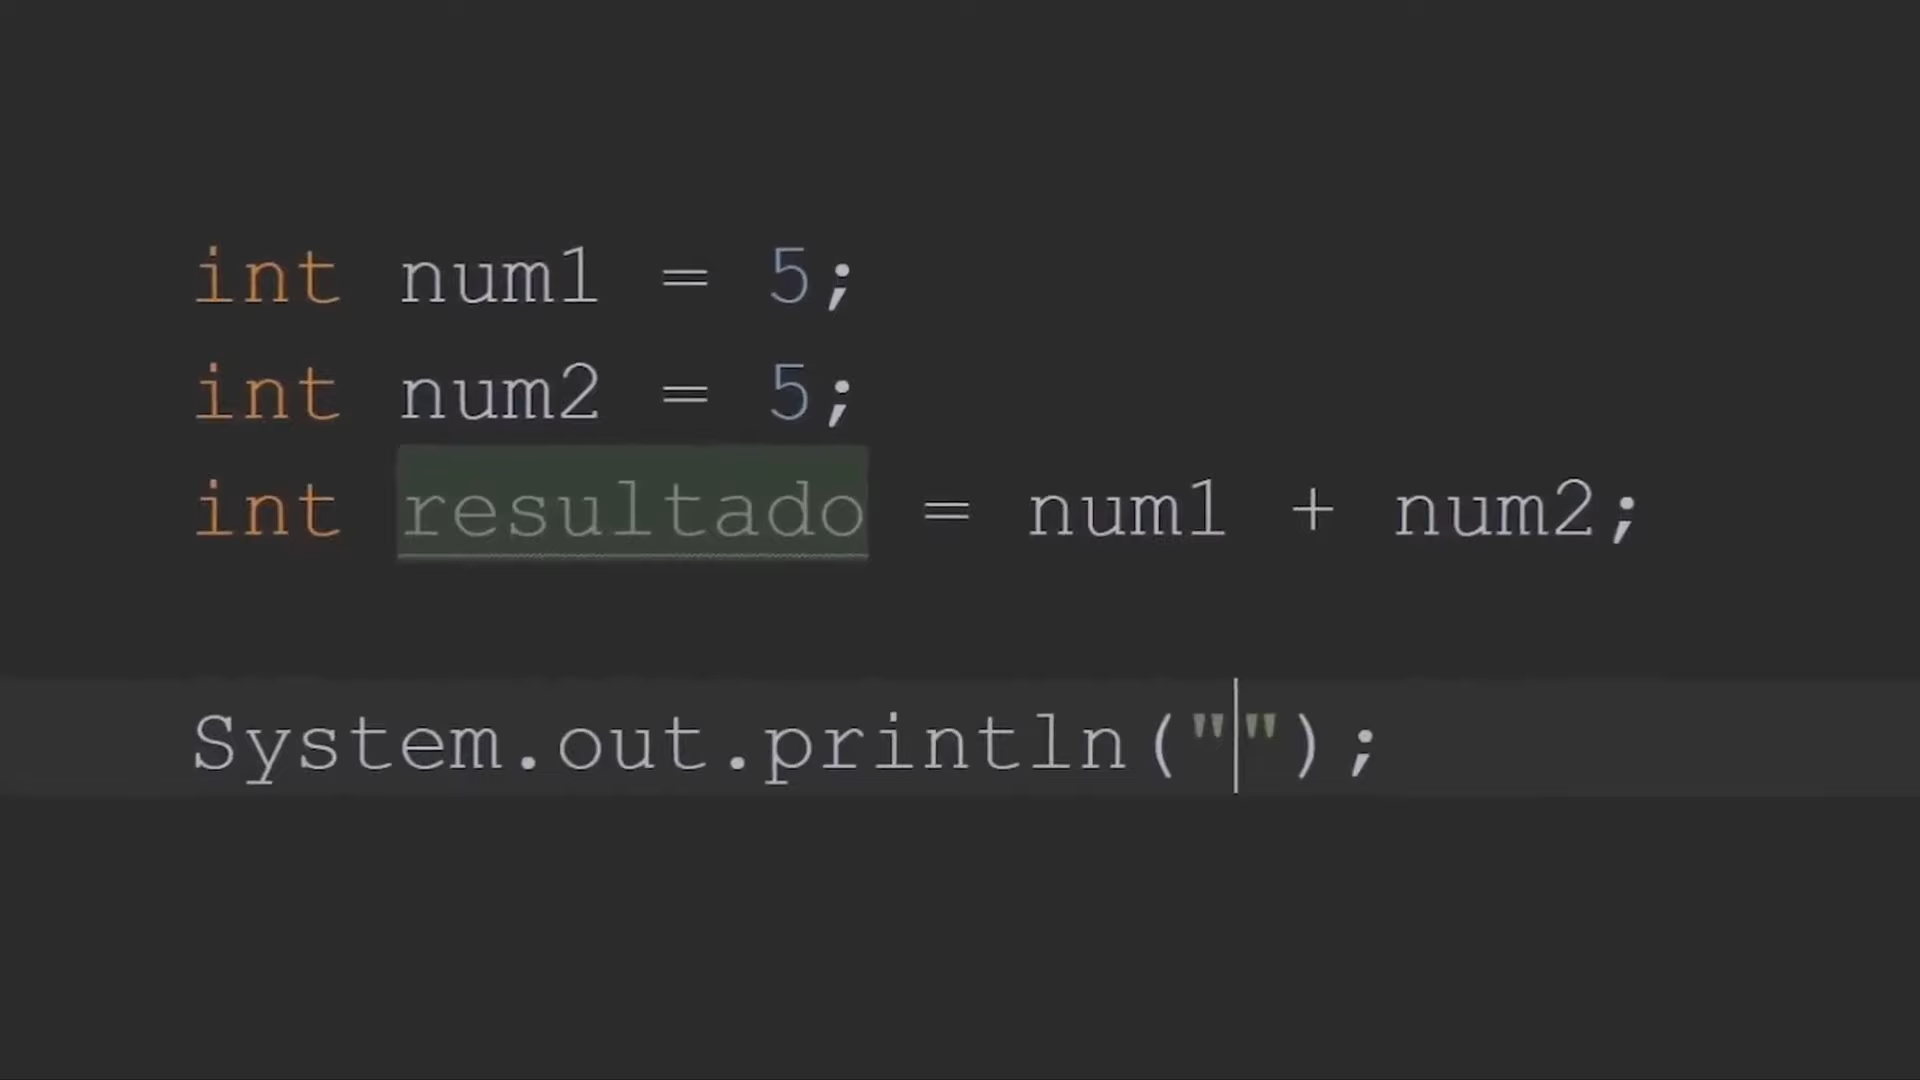 int num1 = 5;
int num2 = 5;
int resultado = num1 + num2;
System.out.println("");